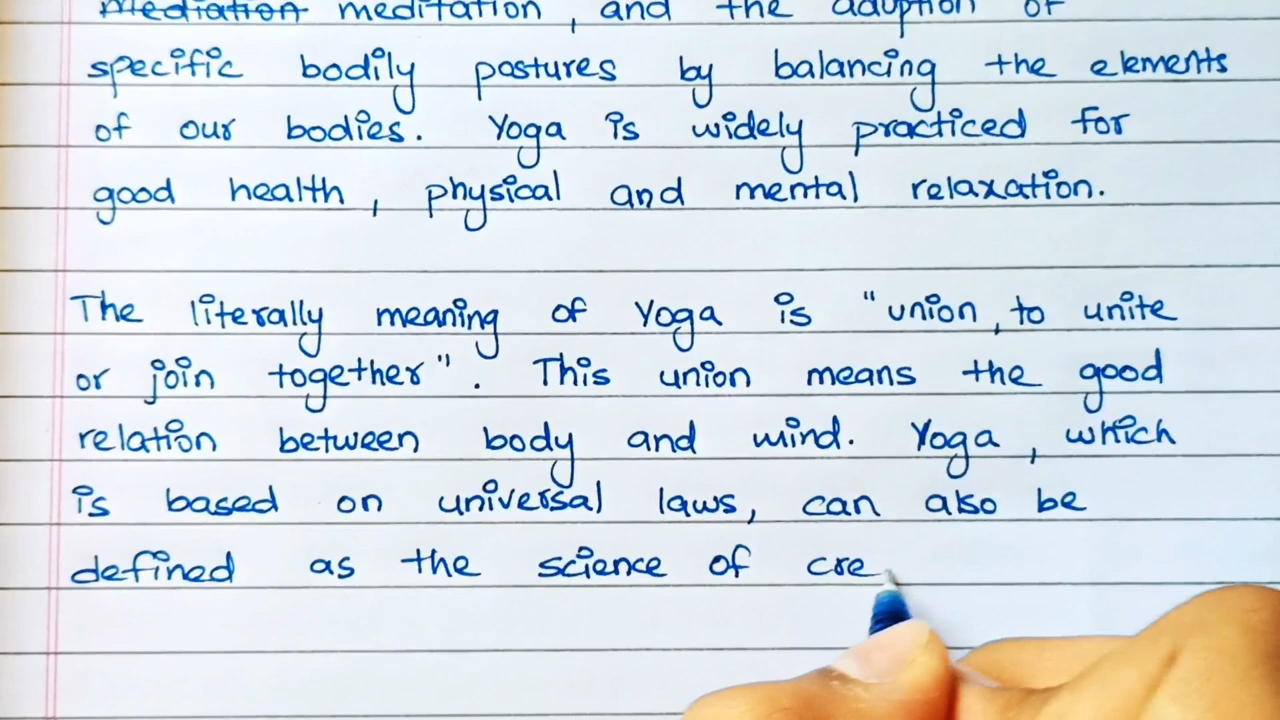 Mediation meditation, and the adoption of
specific bodily postures by balancing the elements
of our bodies. Yoga is widely practiced for
good health, physical and mental relaxation.
The literally meaning of Yoga is "union, to unite
or join together". This union means the good
relation between body and mind. Yoga, which
is based on universal laws, can also be
defined as the science of cre